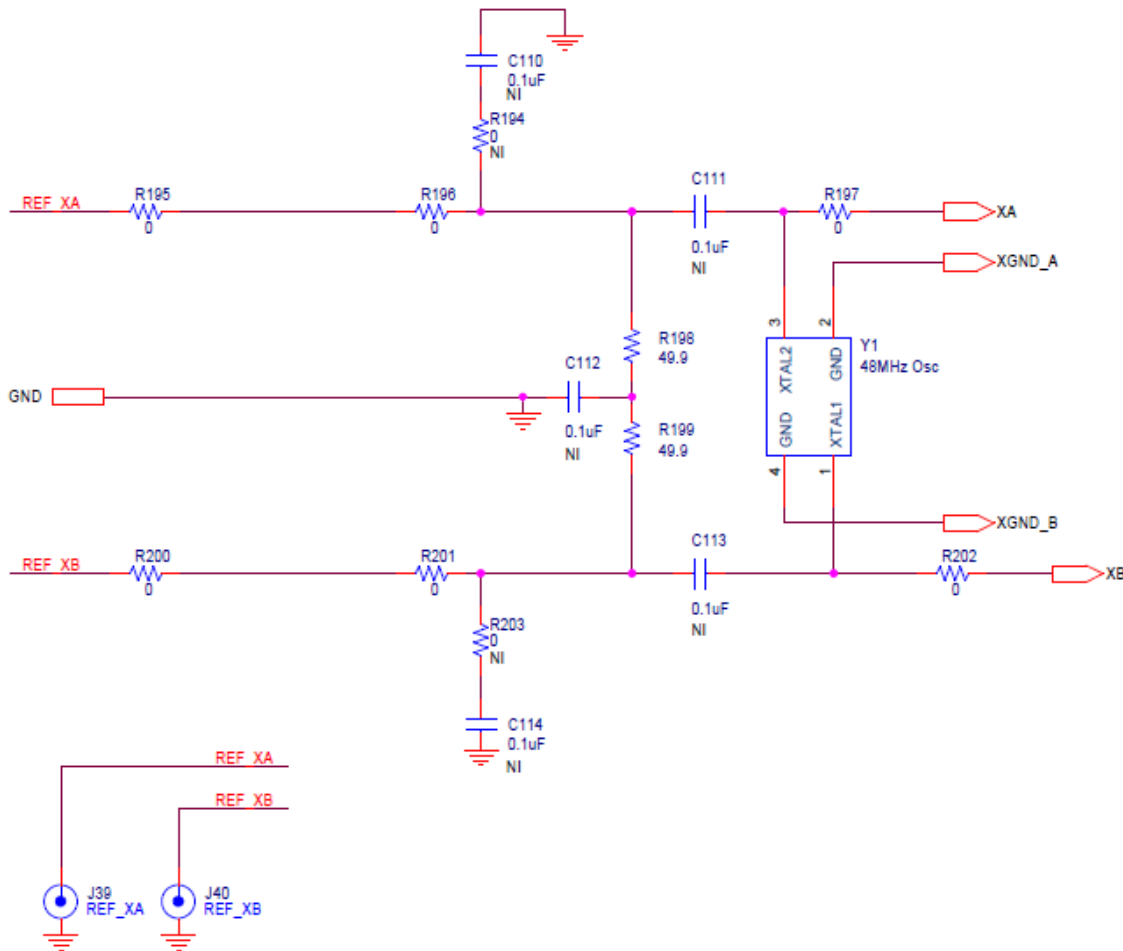 C110
0.1uF
NI
R194
0
NI
REF_XA
R195
0
R196
0
C111
0.1uF
NI
R197
0
XA
XGND_A
3
2
XTAL2
GND
GND
XTAL1
4
1
Y1
48MHz Osc
R198
49.9
C112
0.1uF
NI
GND
R199
49.9
XGND_B
REF_XB
R200
0
R201
0
C113
0.1uF
NI
R202
0
XB
R203
0
NI
C114
0.1uF
NI
REF_XA
REF_XB
J39
REF_XA
J40
REF_XB